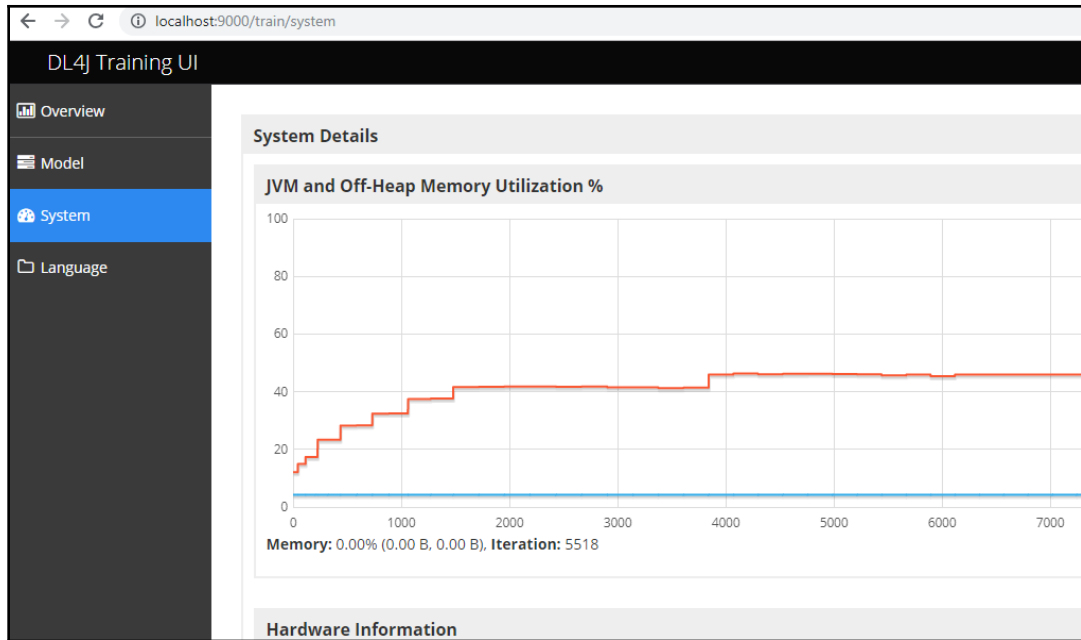 localhost:9000/train/system
DL4J Training UI
Overview
Model
System
Language
System Details
JVM and Off-Heap Memory Utilization %
100
80
60
40
20
0
0 1000 2000 3000 4000 5000 6000 7000
Memory: 0.00% (0.00 B, 0.00 B), Iteration: 5518
Hardware Information